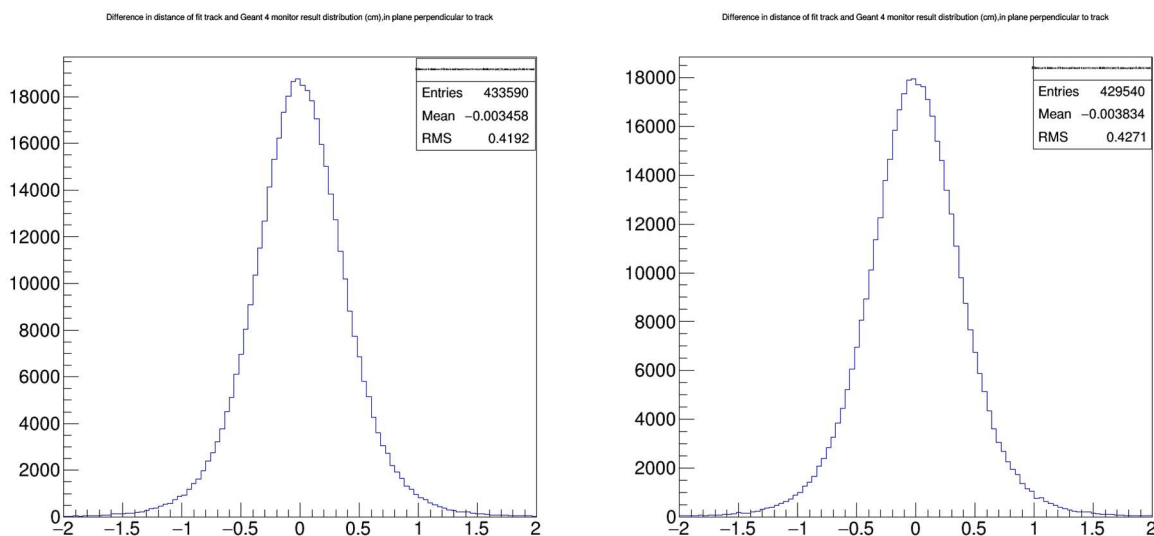 Difference in distance of fit track and Geant 4 monitor result distribution (cm),in plane perpendicular to track
Entries 433590
Mean −0.003458
RMS 0.4192
18000
16000
14000
12000
10000
8000
6000
4000
2000
0
−2 −1.5 −1 −0.5 0 0.5 1 1.5 2
Difference in distance of fit track and Geant 4 monitor result distribution (cm),in plane perpendicular to track
Entries 429540
Mean −0.003834
RMS 0.4271
18000
16000
14000
12000
10000
8000
6000
4000
2000
0
−2 −1.5 −1 −0.5 0 0.5 1 1.5 2